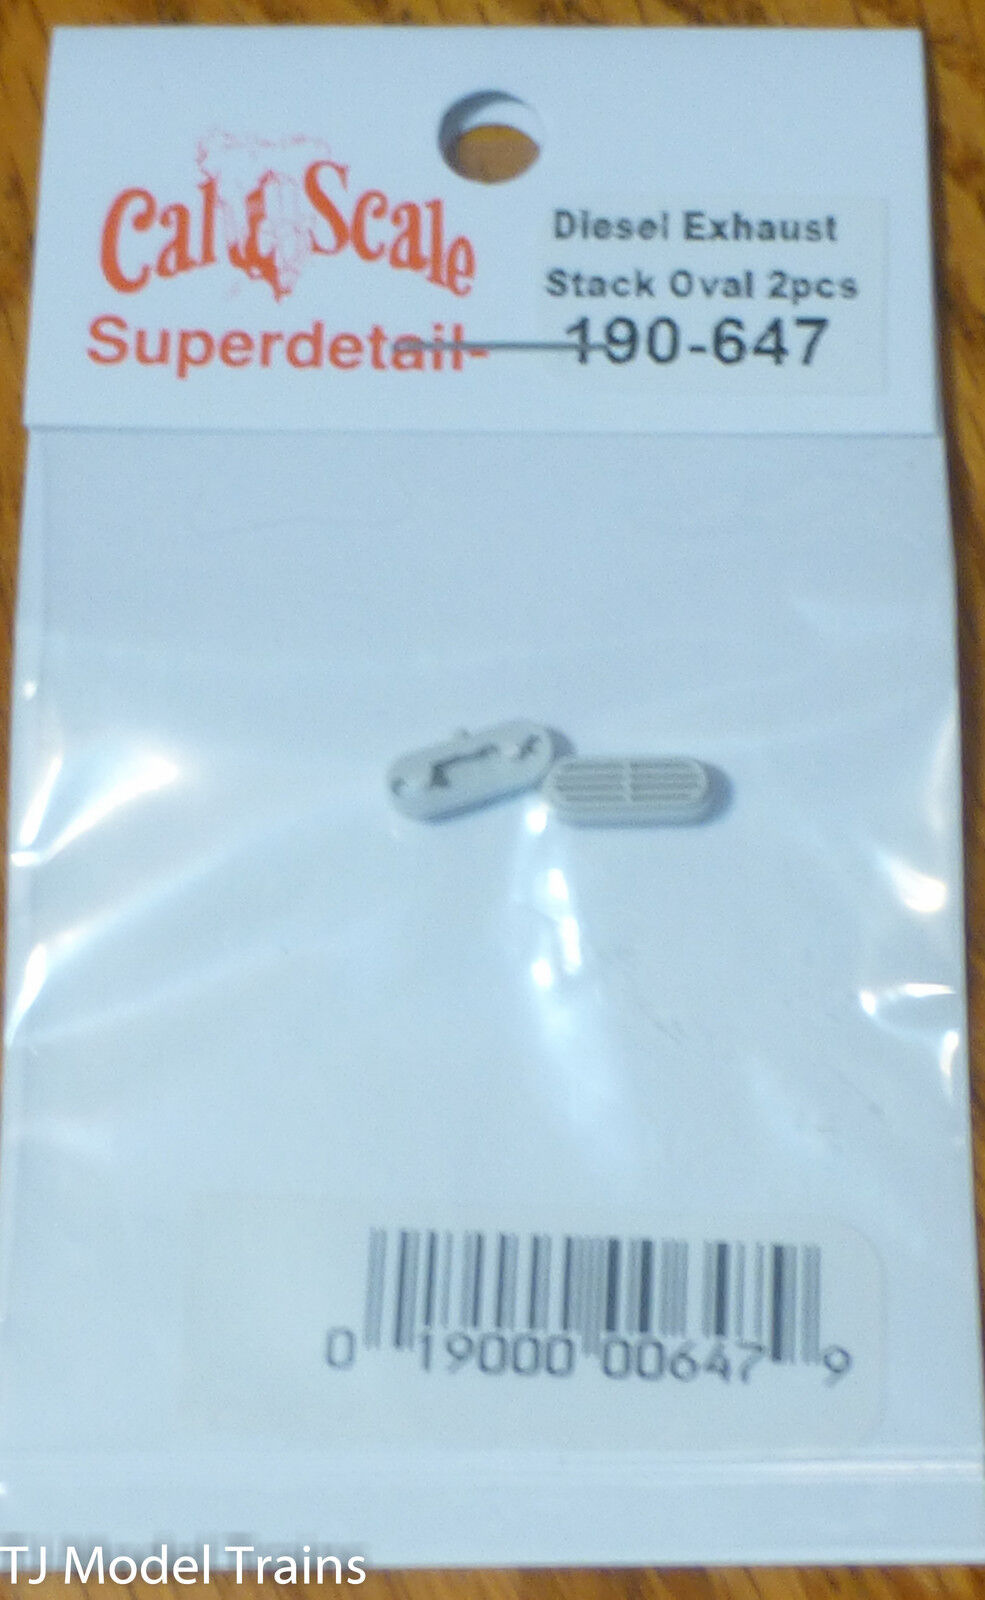 Cal Scale
Superdetail
Diesel Exhaust
Stack Oval 2pcs
190-647
0 19000 00647 9
TJ Model Trains